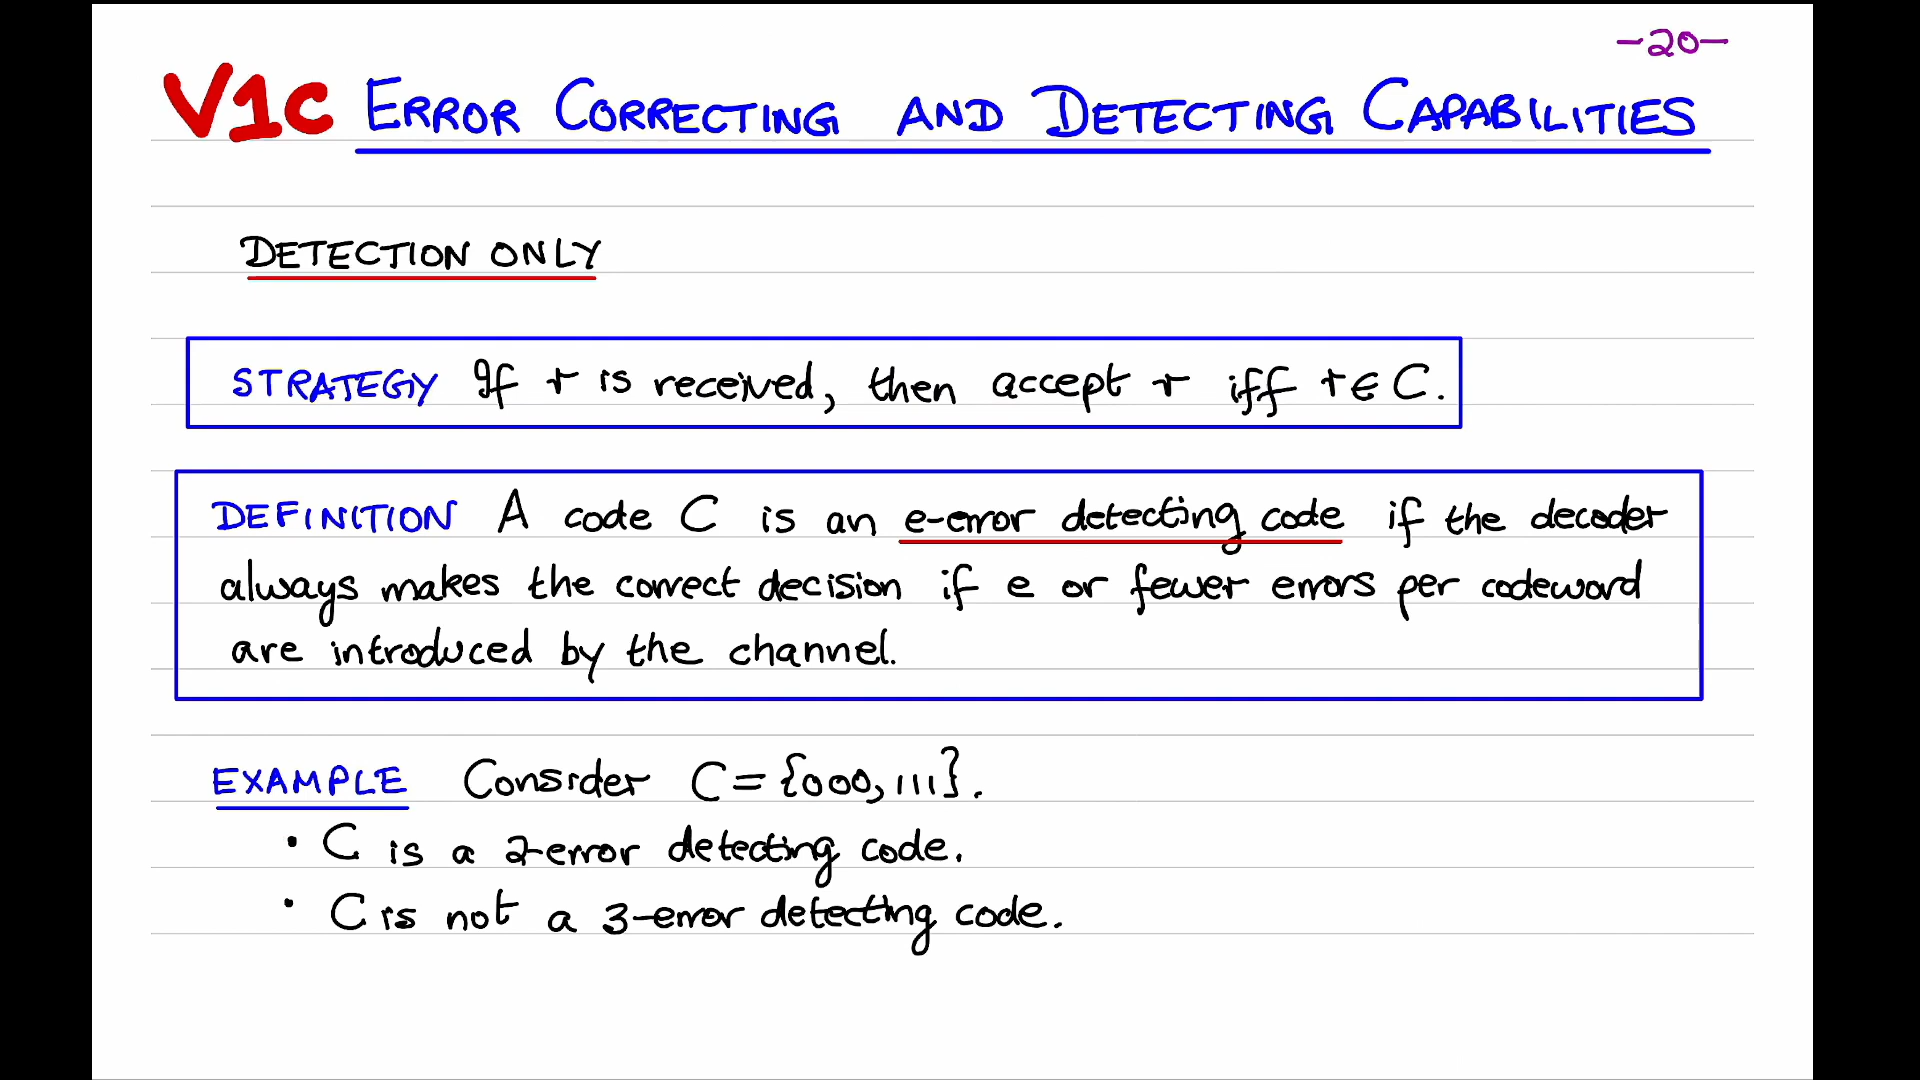 -20-
V1c ERROR CORRECTING AND DETECTING CAPABILITIES
DETECTION ONLY
STRATEGY If r is received, then accept r iff r∈C.
DEFINITION A code C is an e-error detecting code if the decoder
always makes the correct decision if e or fewer errors per codeword
are introduced by the channel.
EXAMPLE Consider C={000,111}.
• C is a 2-error detecting code.
• C is not a 3-error detecting code.